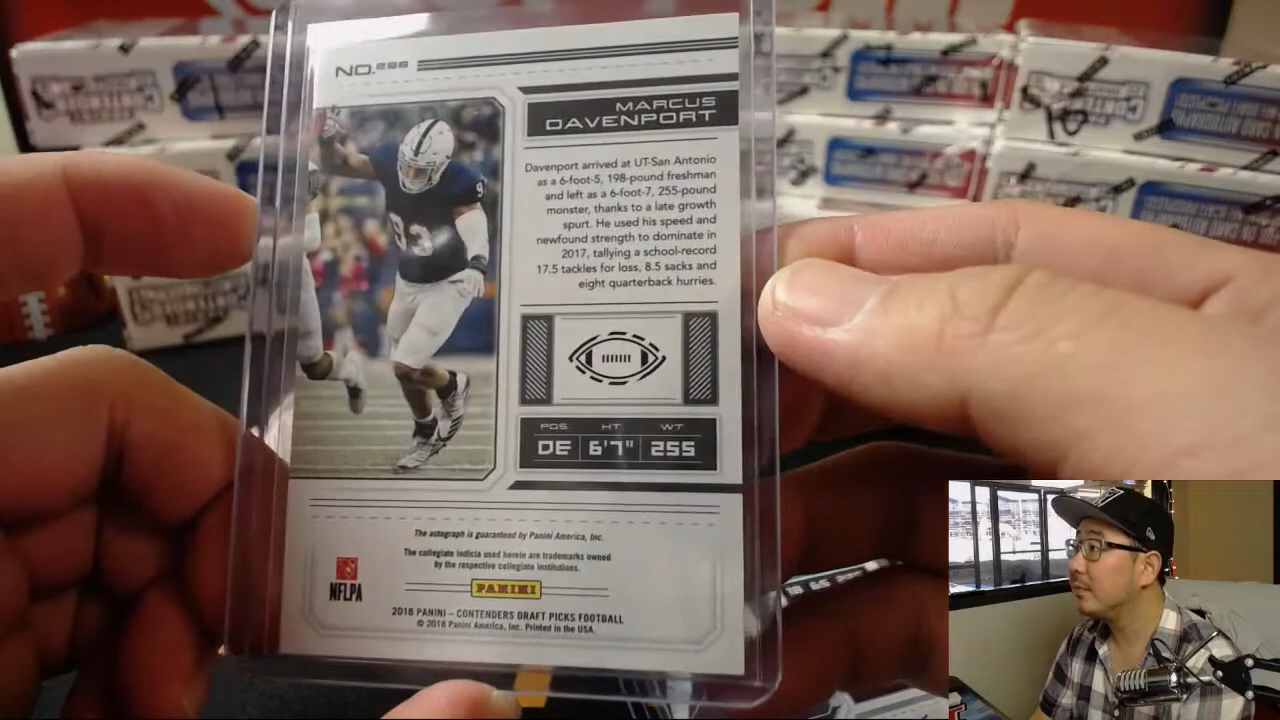 NO.286
MARCUS
DAVENPORT
Davenport arrived at UT-San Antonio
as a 6-foot-5, 198-pound freshman
and left as a 6-foot-7, 255-pound
monster, thanks to a late growth
spurt. He used his speed and
newfound strength to dominate in
2017, tallying a school-record
17.5 tackles for loss, 8.5 sacks and
eight quarterback hurries.
93
POS. HT WT
DE 6'7" 255
The autograph is guaranteed by Panini America, Inc.
The collegiate indicia used herein are trademarks owned
by the respective collegiate institutions.
NFLPA
PANINI
2018 PANINI – CONTENDERS DRAFT PICKS FOOTBALL
© 2018 Panini America, Inc. Printed in the USA.